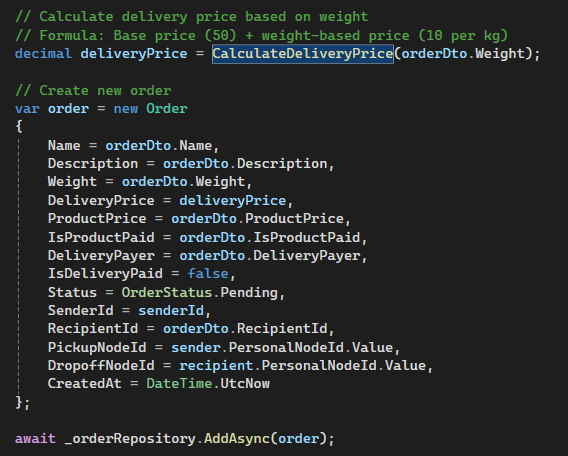 // Calculate delivery price based on weight
// Formula: Base price (50) + weight-based price (10 per kg)
decimal deliveryPrice = CalculateDeliveryPrice(orderDto.Weight);
// Create new order
var order = new Order
{
Name = orderDto.Name,
Description = orderDto.Description,
Weight = orderDto.Weight,
DeliveryPrice = deliveryPrice,
ProductPrice = orderDto.ProductPrice,
IsProductPaid = orderDto.IsProductPaid,
DeliveryPayer = orderDto.DeliveryPayer,
IsDeliveryPaid = false,
Status = OrderStatus.Pending,
SenderId = senderId,
RecipientId = orderDto.RecipientId,
PickupNodeId = sender.PersonalNodeId.Value,
DropoffNodeId = recipient.PersonalNodeId.Value,
CreatedAt = DateTime.UtcNow
};
await _orderRepository.AddAsync(order);